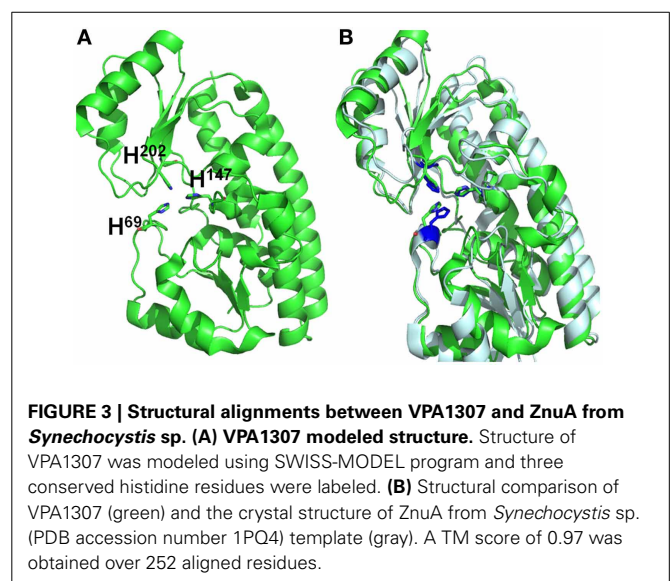 A
B
H202
H147
H69
FIGURE 3 | Structural alignments between VPA1307 and ZnuA from
Synechocystis sp. (A) VPA1307 modeled structure. Structure of
VPA1307 was modeled using SWISS-MODEL program and three
conserved histidine residues were labeled. (B) Structural comparison of
VPA1307 (green) and the crystal structure of ZnuA from Synechocystis sp.
(PDB accession number 1PQ4) template (gray). A TM score of 0.97 was
obtained over 252 aligned residues.